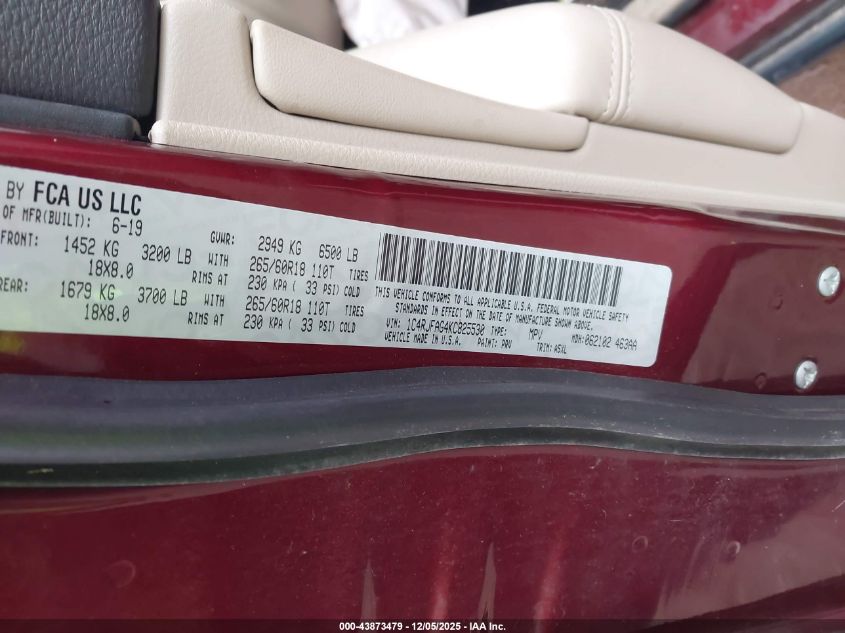 BY FCA US LLC
OF MFR(BUILT): 6-19 GVWR: 2949 KG 6500 LB
FRONT: 1452 KG 3200 LB WITH 265/60R18 110T TIRES
18X8.0 RIMS AT 230 KPA ( 33 PSI) COLD
REAR: 1679 KG 3700 LB WITH 265/60R18 110T TIRES
18X8.0 RIMS AT 230 KPA ( 33 PSI) COLD
THIS VEHICLE CONFORMS TO ALL APPLICABLE U.S.A. FEDERAL MOTOR VEHICLE SAFETY
STANDARDS IN EFFECT ON THE DATE OF MANUFACTURE SHOWN ABOVE.
VIN: 1C4RJFAG4KC825530 TYPE: MPV MDH: 062102 463AA
VEHICLE MADE IN U.S.A. PAINT: PRV TRIM: A5XL
000-43873479 - 12/05/2025 - IAA Inc.